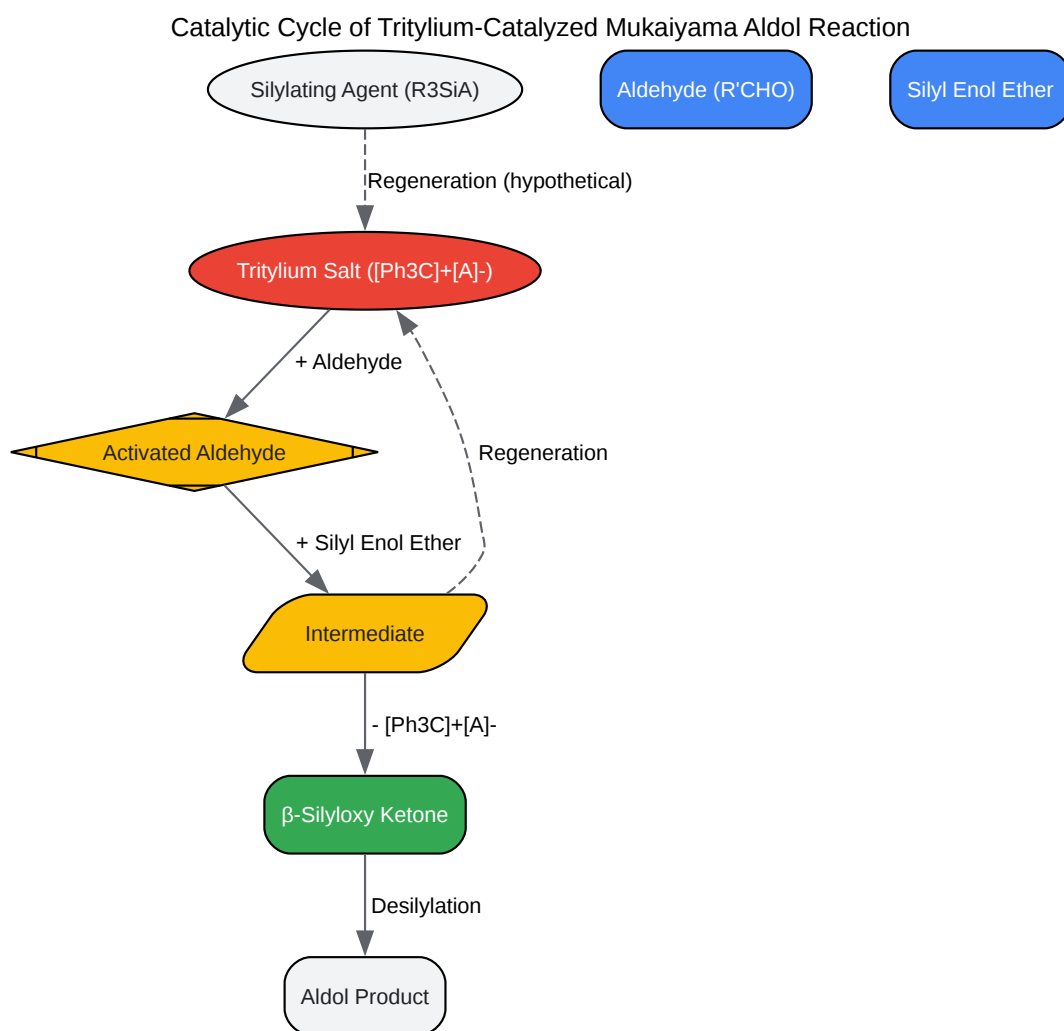 Catalytic Cycle of Tritylium-Catalyzed Mukaiyama Aldol Reaction
Silylating Agent (R3SiA)
Aldehyde (R'CHO)
Silyl Enol Ether
Regeneration (hypothetical)
Tritylium Salt ([Ph3C]+[A]-)
+ Aldehyde
Activated Aldehyde
Regeneration
+ Silyl Enol Ether
Intermediate
- [Ph3C]+[A]-
β-Silyloxy Ketone
Desilylation
Aldol Product